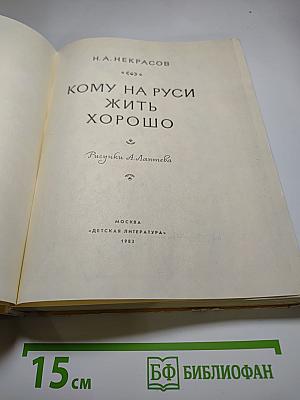 Н. А. НЕКРАСОВ
КОМУ НА РУСИ
ЖИТЬ
ХОРОШО
Рисунки А. Лаптева
МОСКВА
«ДЕТСКАЯ ЛИТЕРАТУРА»
1983
15 см
БФ БИБЛИОФАН